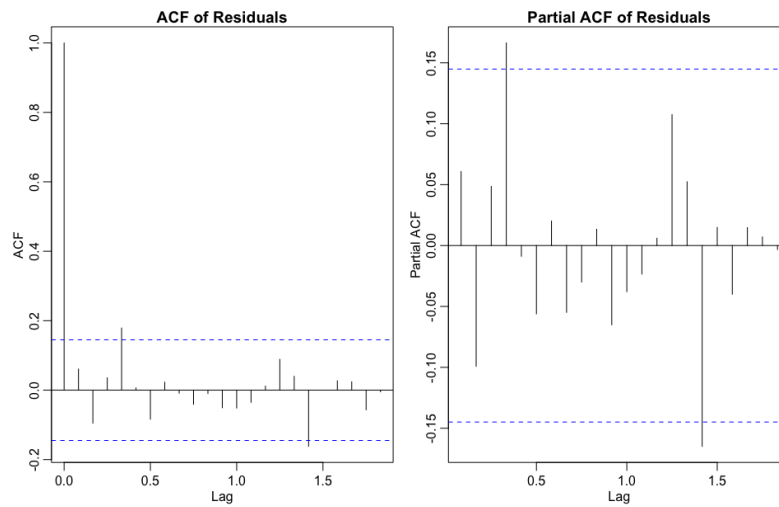 ACF of Residuals
ACF
1.0
0.8
0.6
0.4
0.2
0.0
-0.2
0.0 0.5 1.0 1.5
Lag
Partial ACF of Residuals
Partial ACF
0.15
0.10
0.05
0.00
-0.05
-0.10
-0.15
0.5 1.0 1.5
Lag